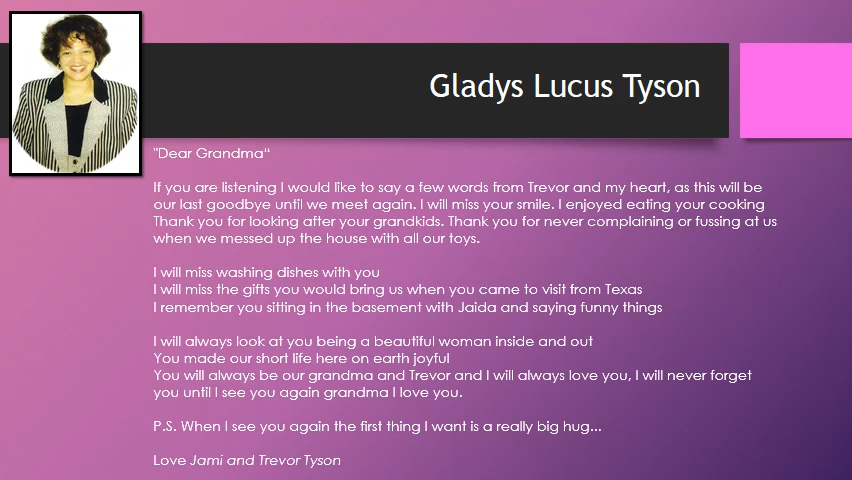 Gladys Lucus Tyson
"Dear Grandma“
If you are listening I would like to say a few words from Trevor and my heart, as this will be
our last goodbye until we meet again. I will miss your smile. I enjoyed eating your cooking
Thank you for looking after your grandkids. Thank you for never complaining or fussing at us
when we messed up the house with all our toys.
I will miss washing dishes with you
I will miss the gifts you would bring us when you came to visit from Texas
I remember you sitting in the basement with Jaida and saying funny things
I will always look at you being a beautiful woman inside and out
You made our short life here on earth joyful
You will always be our grandma and Trevor and I will always love you, I will never forget
you until I see you again grandma I love you.
P.S. When I see you again the first thing I want is a really big hug...
Love Jami and Trevor Tyson